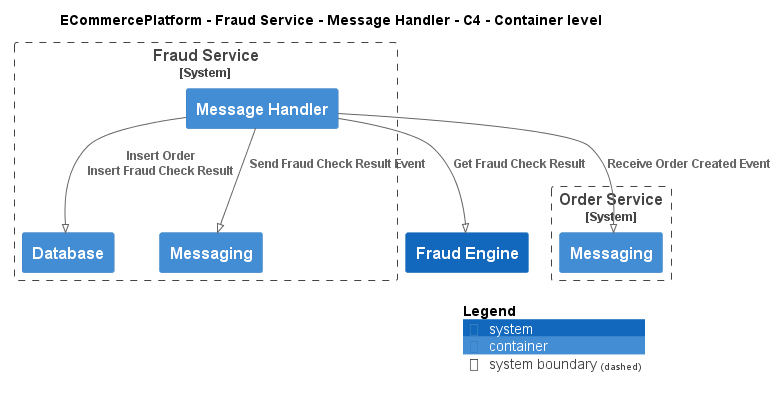 ECommercePlatform - Fraud Service - Message Handler - C4 - Container level
Fraud Service
[System]
Message Handler
Insert Order
Insert Fraud Check Result
Send Fraud Check Result Event
Get Fraud Check Result
Receive Order Created Event
Order Service
[System]
Database
Messaging
Fraud Engine
Messaging
Legend
system
container
system boundary (dashed)